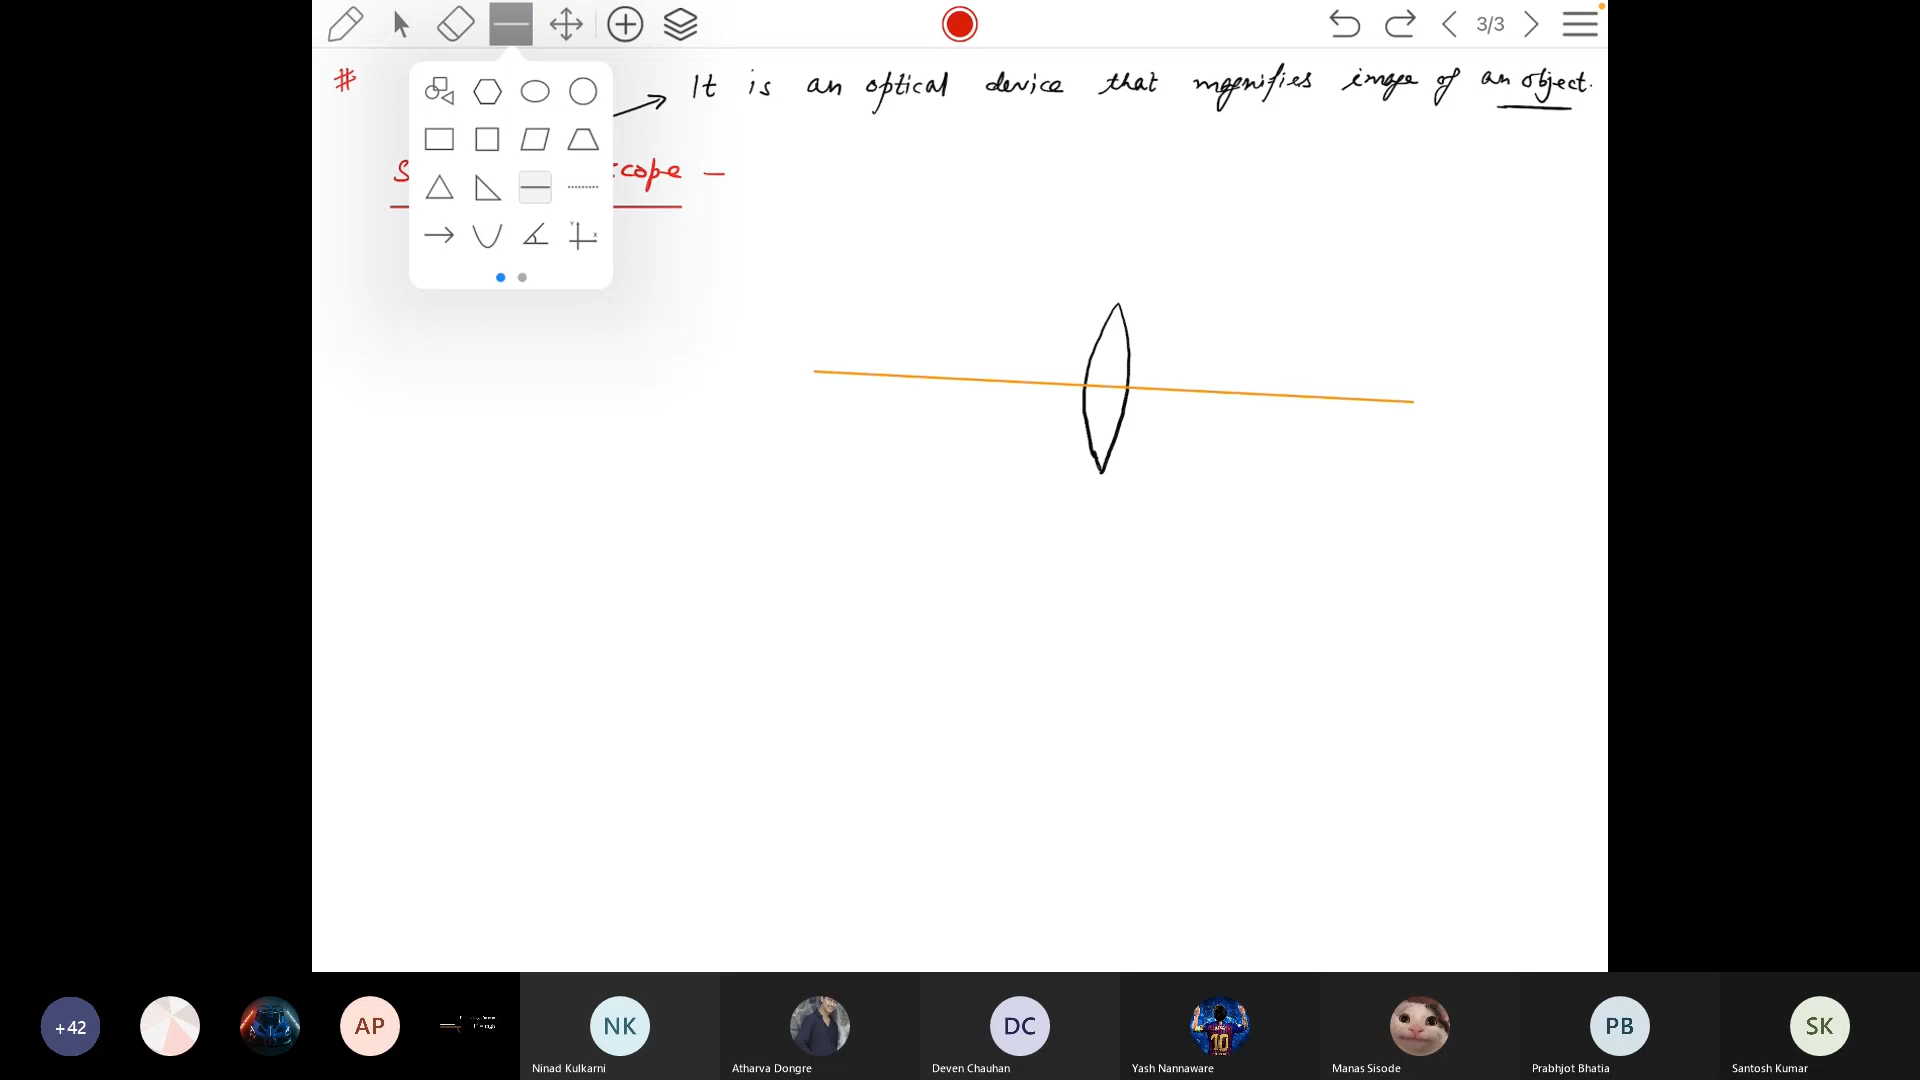 3/3
# It is an optical device that magnifies image of an object.
S cope –
Y
x
+42
AP
NK
DC
10
PB
SK
Ninad Kulkarni
Atharva Dongre
Deven Chauhan
Yash Nannaware
Manas Sisode
Prabhjot Bhatia
Santosh Kumar